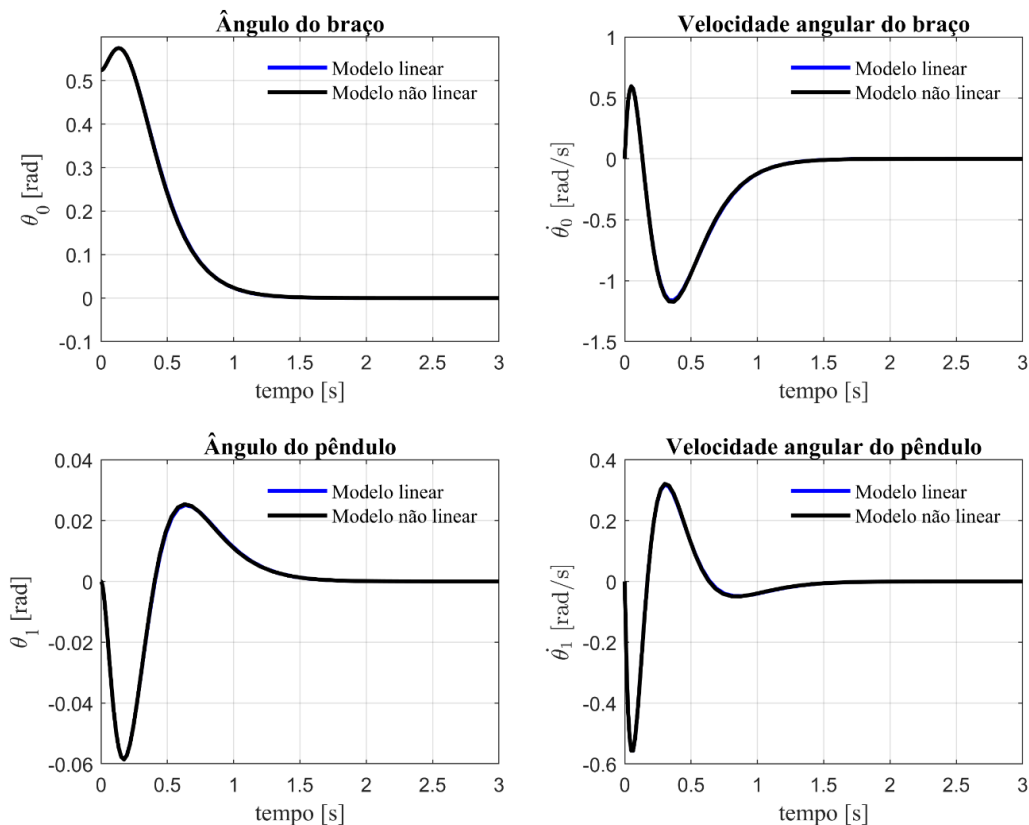 Ângulo do braço
Modelo linear
Modelo não linear
0.5
0.4
0.3
0.2
0.1
0
-0.1
θ0 [rad]
0 0.5 1 1.5 2 2.5 3
tempo [s]
Velocidade angular do braço
Modelo linear
Modelo não linear
1
0.5
0
-0.5
-1
-1.5
θ̇0 [rad/s]
0 0.5 1 1.5 2 2.5 3
tempo [s]
Ângulo do pêndulo
Modelo linear
Modelo não linear
0.04
0.02
0
-0.02
-0.04
-0.06
θ1 [rad]
0 0.5 1 1.5 2 2.5 3
tempo [s]
Velocidade angular do pêndulo
Modelo linear
Modelo não linear
0.4
0.2
0
-0.2
-0.4
-0.6
θ̇1 [rad/s]
0 0.5 1 1.5 2 2.5 3
tempo [s]